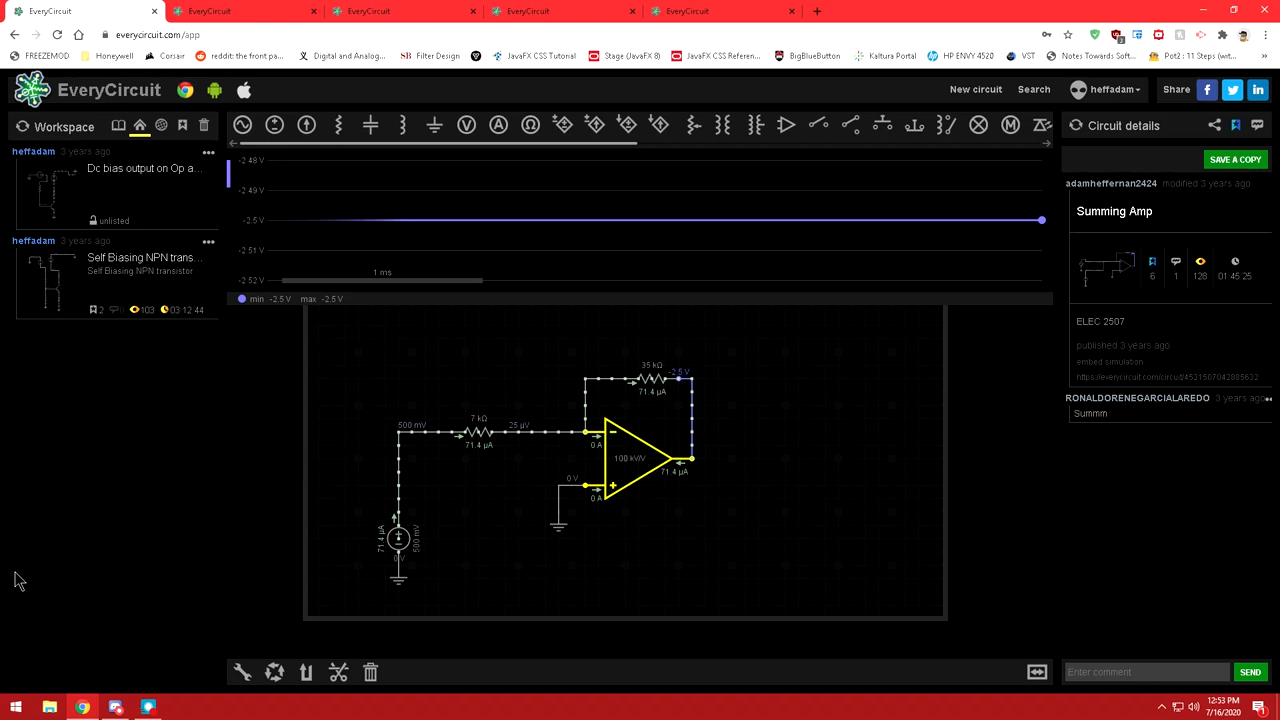 EveryCircuit
EveryCircuit
EveryCircuit
EveryCircuit
EveryCircuit
everycircuit.com/app
FREEZEMOD
Honeywell
Corsair
reddit: the front pa...
Digital and Analog...
Filter Design
JavaFX CSS Tutorial
Stage (JavaFX 8)
JavaFX CSS Referen...
BigBlueButton
Kaltura Portal
HP ENVY 4520
VST
Notes Towards Soft...
Pot2 : 11 Steps (wit...
EveryCircuit
New circuit
Search
heffadam
Share
Workspace
heffadam 3 years ago
Dc bias output on Op a...
unlisted
heffadam 3 years ago
Self Biasing NPN trans...
Self Biasing NPN transistor
2
0
103
03:12:44
-2.48 V
-2.49 V
-2.5 V
-2.51 V
-2.52 V
1 ms
min -2.5 V max -2.5 V
35 kΩ
-2.5 V
71.4 µA
7 kΩ
500 mV
25 µV
71.4 µA
0 A
100 kV/V
71.4 µA
0 V
0 A
71.4 µA
500 mV
0 V
Circuit details
SAVE A COPY
adamheffernan2424 modified 3 years ago
Summing Amp
6
1
128
01:45:25
ELEC 2507
published 3 years ago
embed simulation
https://everycircuit.com/circuit/4521507042885632
RONALDORENEGARCIALAREDO 3 years ago
Summm
Enter comment
SEND
12:53 PM
7/16/2020